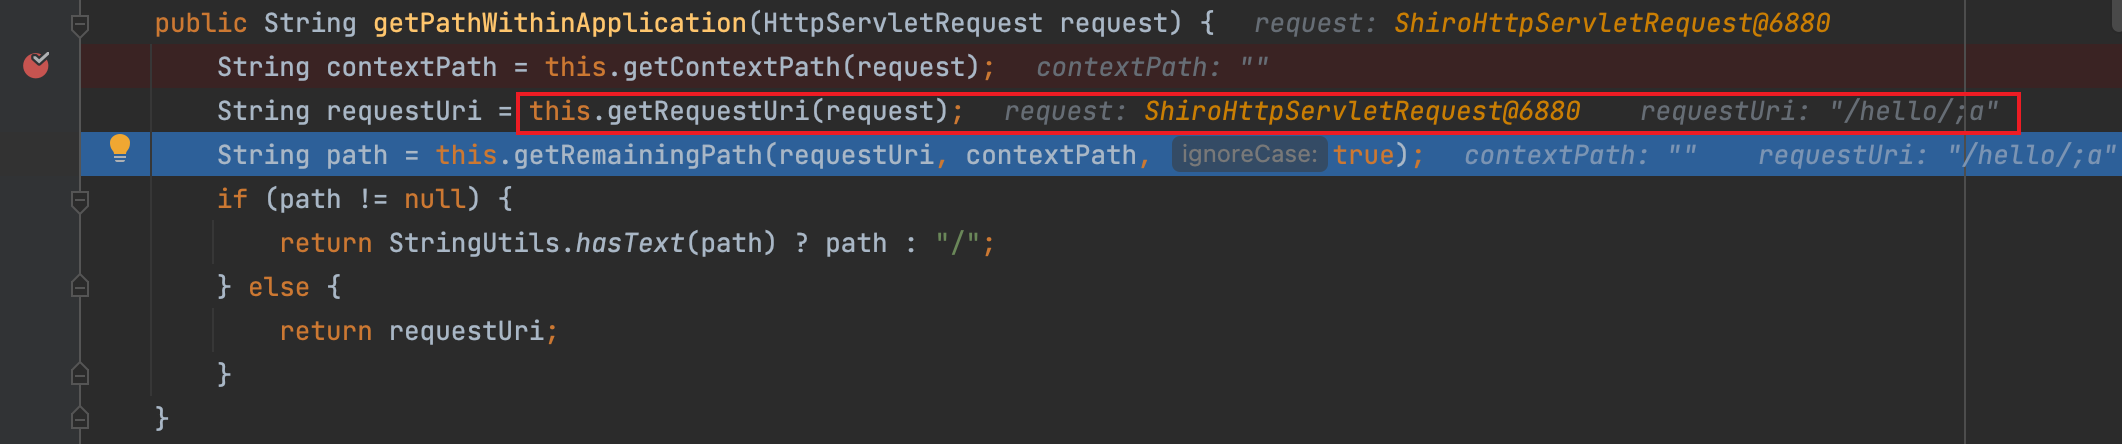 public String getPathWithinApplication(HttpServletRequest request) { request: ShiroHttpServletRequest@6880
String contextPath = this.getContextPath(request); contextPath: ""
String requestUri = this.getRequestUri(request); request: ShiroHttpServletRequest@6880 requestUri: "/hello/;a"
String path = this.getRemainingPath(requestUri, contextPath, ignoreCase: true); contextPath: "" requestUri: "/hello/;a"
if (path != null) {
return StringUtils.hasText(path) ? path : "/";
} else {
return requestUri;
}
}